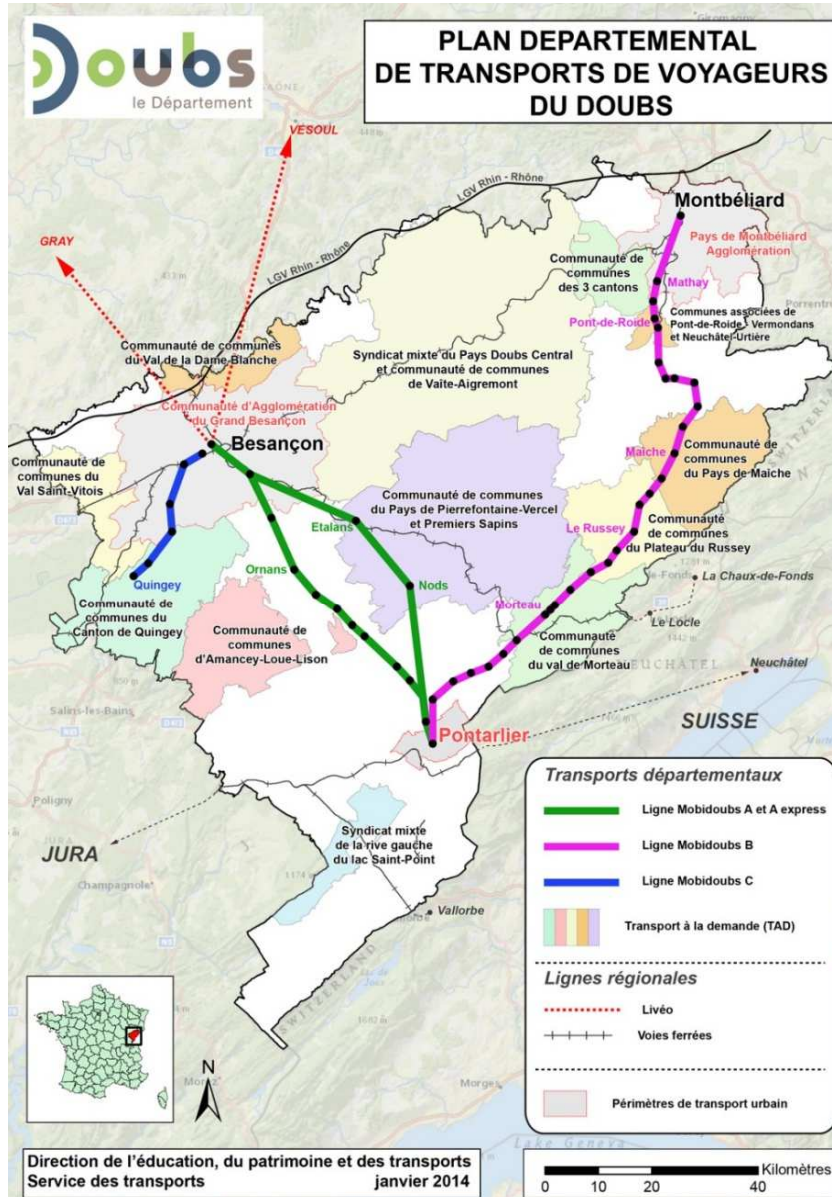 Doubs
le Département
PLAN DEPARTEMENTAL
DE TRANSPORTS DE VOYAGEURS
DU DOUBS
VESOUL
GRAY
LGV Rhin - Rhône
LGV Rhin - Rhône
Montbéliard
Pays de Montbéliard
Agglomération
Communauté
de communes
des 3 cantons
Mathay
Porrentruy
Pont-de-Roide
Communes associées de
Pont-de-Roide - Vermondans
et Neuchâtel-Urtière
Communauté de communes
du Val de la Dame-Blanche
Syndicat mixte du Pays Doubs Central
et communauté de communes
de Vaîte-Aigremont
Communauté d'Agglomération
du Grand Besançon
Besançon
Communauté de
communes du
Val Saint-Vitois
Maîche
Communauté de
communes
du Pays de Maîche
Communauté de communes
du Pays de Pierrefontaine-Vercel
et Premiers Sapins
Etalans
Le Russey
Communauté
de communes
du Plateau du Russey
Quingey
Ornans
Nods
La Chaux-de-Fonds
Communauté de
communes du
Canton de Quingey
Morteau
Le Locle
Communauté de
communes
d'Amancey-Loue-Lison
Communauté
de communes
du val de Morteau
NEUCHÂTEL
Neuchâtel
Salins-les-Bains
SUISSE
Pontarlier
Poligny
JURA
Champagnole
Syndicat mixte
de la rive gauche
du lac Saint-Point
Vallorbe
SWITZERLAND
SWITZERLAND
Transports départementaux
Ligne Mobidoubs A et A express
Ligne Mobidoubs B
Ligne Mobidoubs C
Transport à la demande (TAD)
Lignes régionales
Livéo
Voies ferrées
Périmètres de transport urbain
N
Morges
Lake Geneva
Direction de l'éducation, du patrimoine et des transports
Service des transports janvier 2014
Kilomètres
0 10 20 40